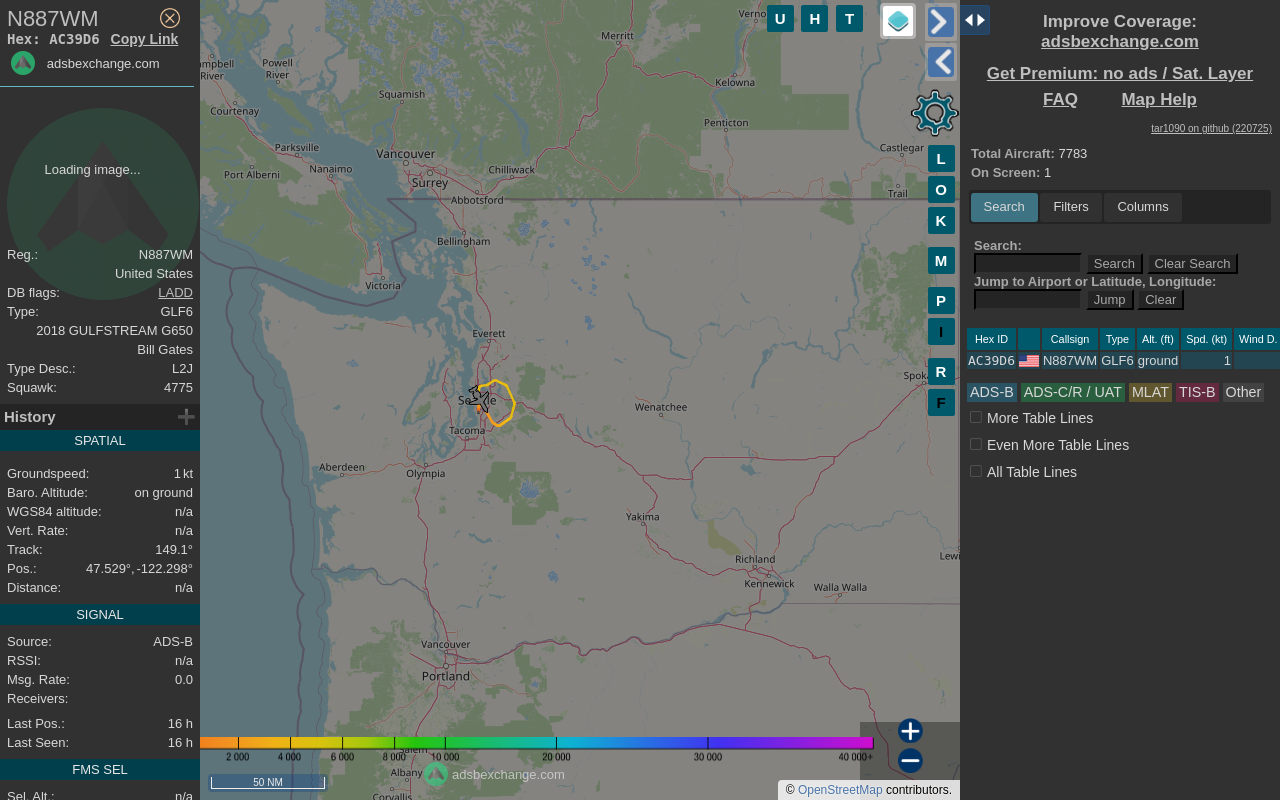 N887WM
Hex: AC39D6 Copy Link
adsbexchange.com
Loading image...
Reg.: N887WM
United States
DB flags: LADD
Type: GLF6
2018 GULFSTREAM G650
Bill Gates
Type Desc.: L2J
Squawk: 4775
History
SPATIAL
Groundspeed: 1 kt
Baro. Altitude: on ground
WGS84 altitude: n/a
Vert. Rate: n/a
Track: 149.1°
Pos.: 47.529°, -122.298°
Distance: n/a
SIGNAL
Source: ADS-B
RSSI: n/a
Msg. Rate: 0.0
Receivers:
Last Pos.: 16 h
Last Seen: 16 h
FMS SEL
Sel. Alt.: n/a
U H T
Merritt
Powell
River
River
Squamish
Kelowna
Courtenay
Penticton
Parksville
Vancouver
Castlegar
Nanaimo
Chilliwack
Port Alberni
Surrey
Trail
Abbotsford
Bellingham
Victoria
Everett
Wenatchee
Tacoma
Aberdeen
Olympia
Yakima
Richland
Kennewick
Walla Walla
Vancouver
Portland
Albany
Corvallis
L
O
K
M
P
I
R
F
2 000 4 000 6 000 8 000 10 000 20 000 30 000 40 000+
adsbexchange.com
50 NM
© OpenStreetMap contributors.
Improve Coverage:
adsbexchange.com
Get Premium: no ads / Sat. Layer
FAQ Map Help
tar1090 on github (220725)
Total Aircraft: 7783
On Screen: 1
Search Filters Columns
Search:
Search Clear Search
Jump to Airport or Latitude, Longitude:
Jump Clear
Hex ID Callsign Type Alt. (ft) Spd. (kt) Wind D.
AC39D6 N887WM GLF6 ground 1
ADS-B ADS-C/R / UAT MLAT TIS-B Other
More Table Lines
Even More Table Lines
All Table Lines